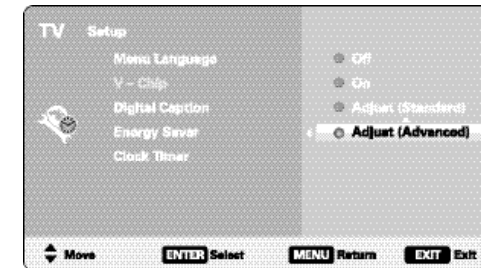 TV Setup
Menu Language
Off
V - Chip
On
Digital Caption
Adjust (Standard)
Energy Saver
Adjust (Advanced)
Clock Timer
Move ENTER Select MENU Return EXIT Exit